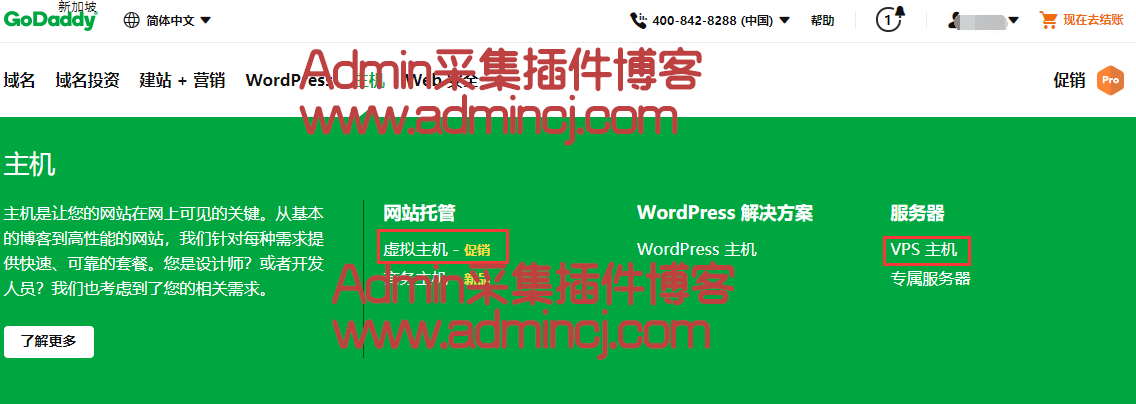 新加坡
GoDaddy 简体中文 400-842-8288 (中国) 帮助 1 现在去结账
域名 域名投资 建站 + 营销 WordPress 主机 Web 安全 促销 Pro
Admin采集插件博客
www.admincj.com
主机
主机是让您的网站在网上可见的关键。从基本
的博客到高性能的网站，我们针对每种需求提
供快速、可靠的套餐。您是设计师？或者开发
人员？我们也考虑到了您的相关需求。
了解更多
网站托管
虚拟主机 - 促销
商务主机 - 新品
WordPress 解决方案
WordPress 主机
服务器
VPS 主机
专属服务器
Admin采集插件博客
www.admincj.com